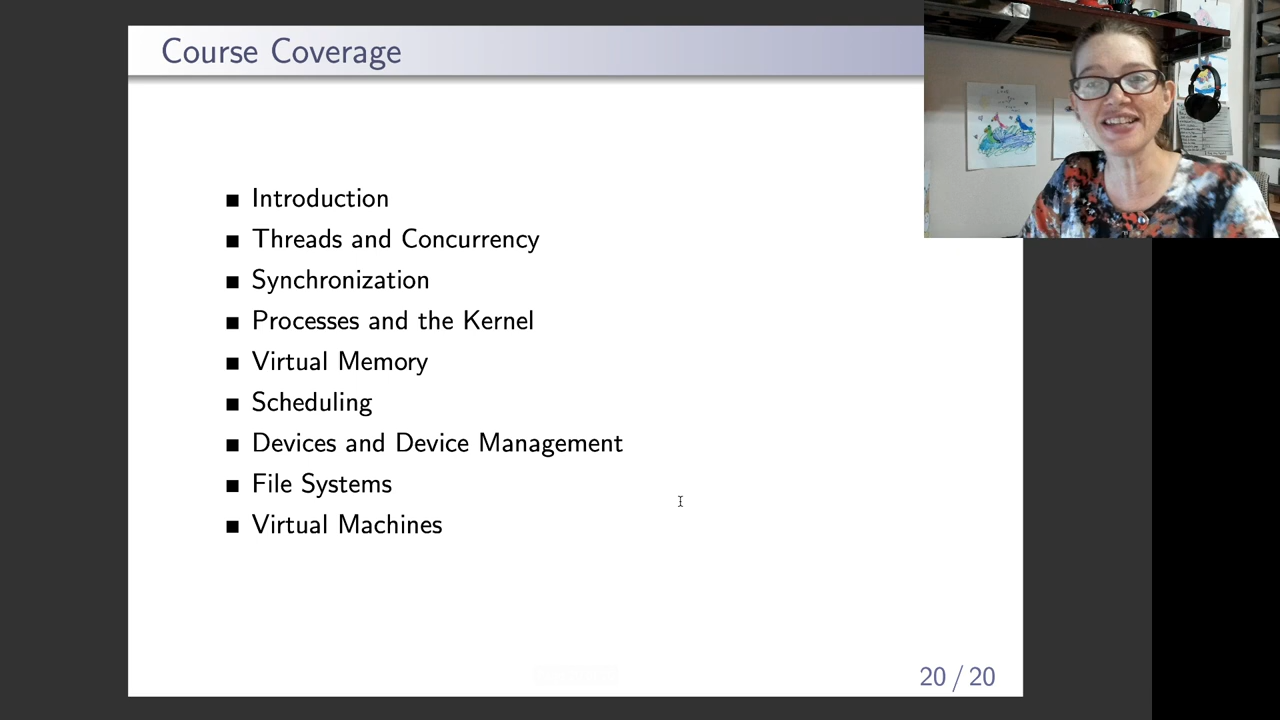 Course Coverage
Introduction
Threads and Concurrency
Synchronization
Processes and the Kernel
Virtual Memory
Scheduling
Devices and Device Management
File Systems
Virtual Machines
20 / 20